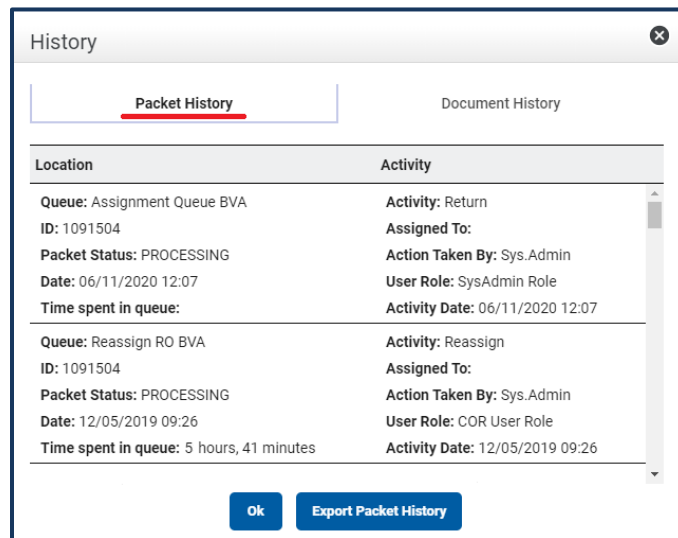 History
Packet History
Document History
Location Activity
Queue: Assignment Queue BVA
ID: 1091504
Packet Status: PROCESSING
Date: 06/11/2020 12:07
Time spent in queue:
Activity: Return
Assigned To:
Action Taken By: Sys.Admin
User Role: SysAdmin Role
Activity Date: 06/11/2020 12:07
Queue: Reassign RO BVA
ID: 1091504
Packet Status: PROCESSING
Date: 12/05/2019 09:26
Time spent in queue: 5 hours, 41 minutes
Activity: Reassign
Assigned To:
Action Taken By: Sys.Admin
User Role: COR User Role
Activity Date: 12/05/2019 09:26
Ok
Export Packet History